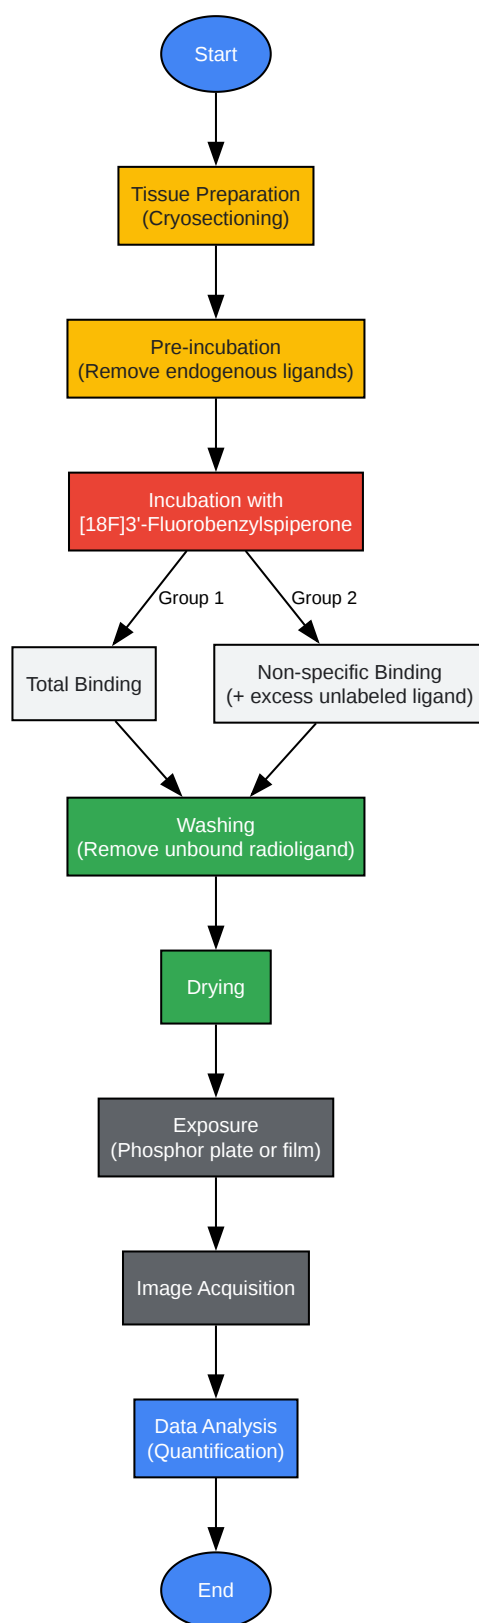 Start
Tissue Preparation
(Cryosectioning)
Pre-incubation
(Remove endogenous ligands)
Incubation with
[18F]3'-Fluorobenzylspiperone
Group 1
Group 2
Total Binding
Non-specific Binding
(+ excess unlabeled ligand)
Washing
(Remove unbound radioligand)
Drying
Exposure
(Phosphor plate or film)
Image Acquisition
Data Analysis
(Quantification)
End